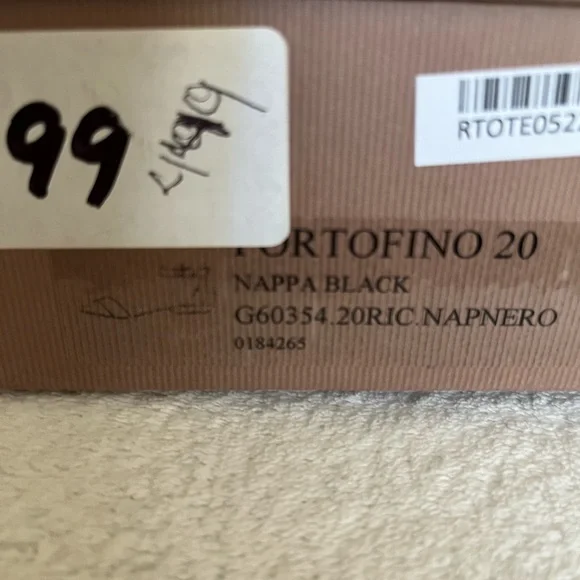 99
RTOTE052
PORTOFINO 20
NAPPA BLACK
G60354.20RIC.NAPNERO
0184265